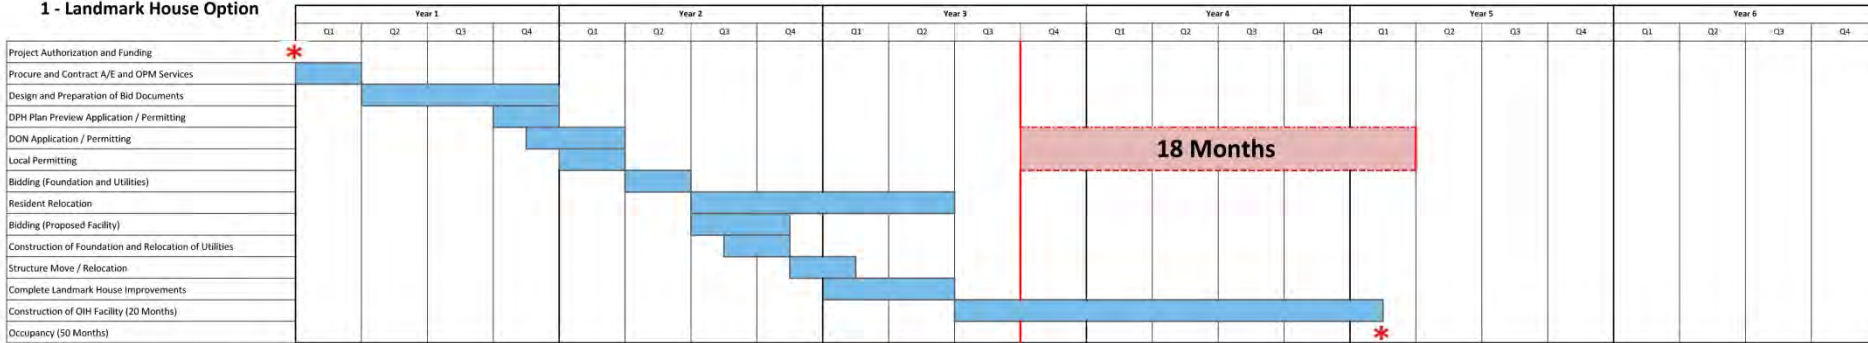 1 - Landmark House Option
Year 1 Year 2 Year 3 Year 4 Year 5 Year 6
Q1 Q2 Q3 Q4 Q1 Q2 Q3 Q4 Q1 Q2 Q3 Q4 Q1 Q2 Q3 Q4 Q1 Q2 Q3 Q4 Q1 Q2 Q3 Q4
Project Authorization and Funding *
Procure and Contract A/E and OPM Services
Design and Preparation of Bid Documents
DPH Plan Preview Application / Permitting
DON Application / Permitting
18 Months
Local Permitting
Bidding (Foundation and Utilities)
Resident Relocation
Bidding (Proposed Facility)
Construction of Foundation and Relocation of Utilities
Structure Move / Relocation
Complete Landmark House Improvements
Construction of OIH Facility (20 Months)
Occupancy (50 Months) *